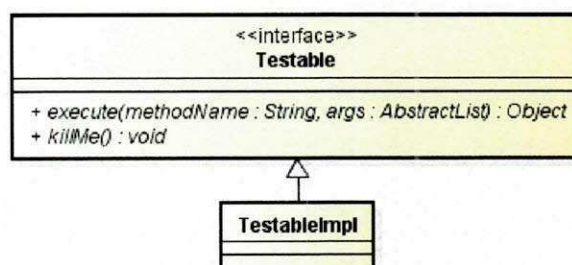 <<interface>>
Testable
+ execute(methodName : String, args : AbstractList) : Object
+ killMe() : void
TestableImpl